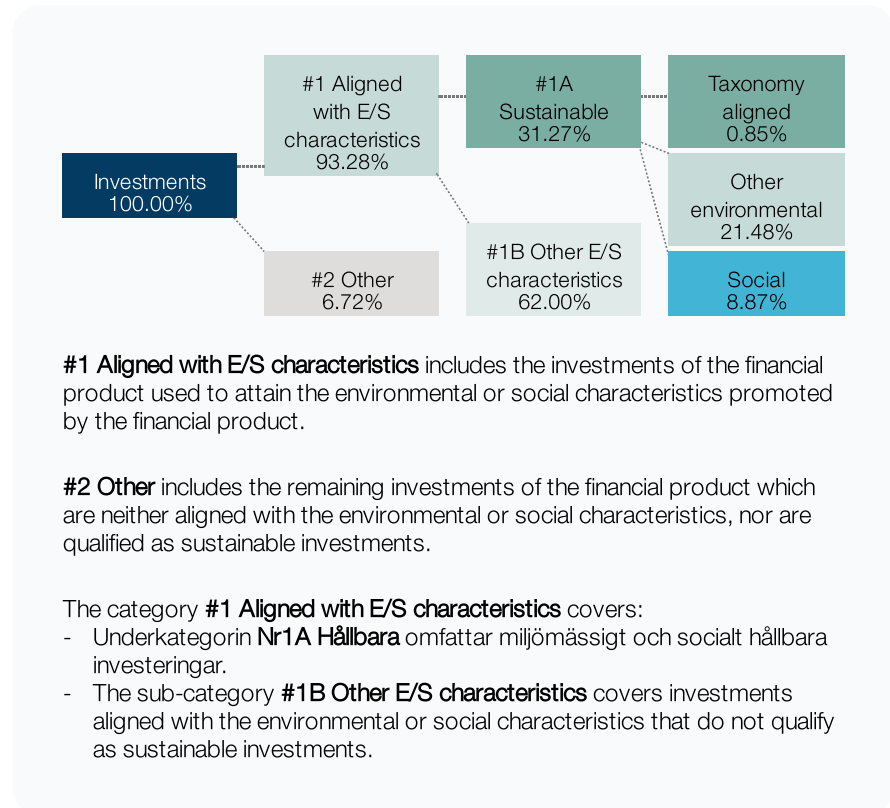 #1 Aligned
with E/S
characteristics
93.28%
#1A
Sustainable
31.27%
Taxonomy
aligned
0.85%
Investments
100.00%
Other
environmental
21.48%
#2 Other
6.72%
#1B Other E/S
characteristics
62.00%
Social
8.87%
#1 Aligned with E/S characteristics includes the investments of the financial
product used to attain the environmental or social characteristics promoted
by the financial product.
#2 Other includes the remaining investments of the financial product which
are neither aligned with the environmental or social characteristics, nor are
qualified as sustainable investments.
The category #1 Aligned with E/S characteristics covers:
- Underkategorin Nr1A Hållbara omfattar miljömässigt och socialt hållbara
investeringar.
- The sub-category #1B Other E/S characteristics covers investments
aligned with the environmental or social characteristics that do not qualify
as sustainable investments.